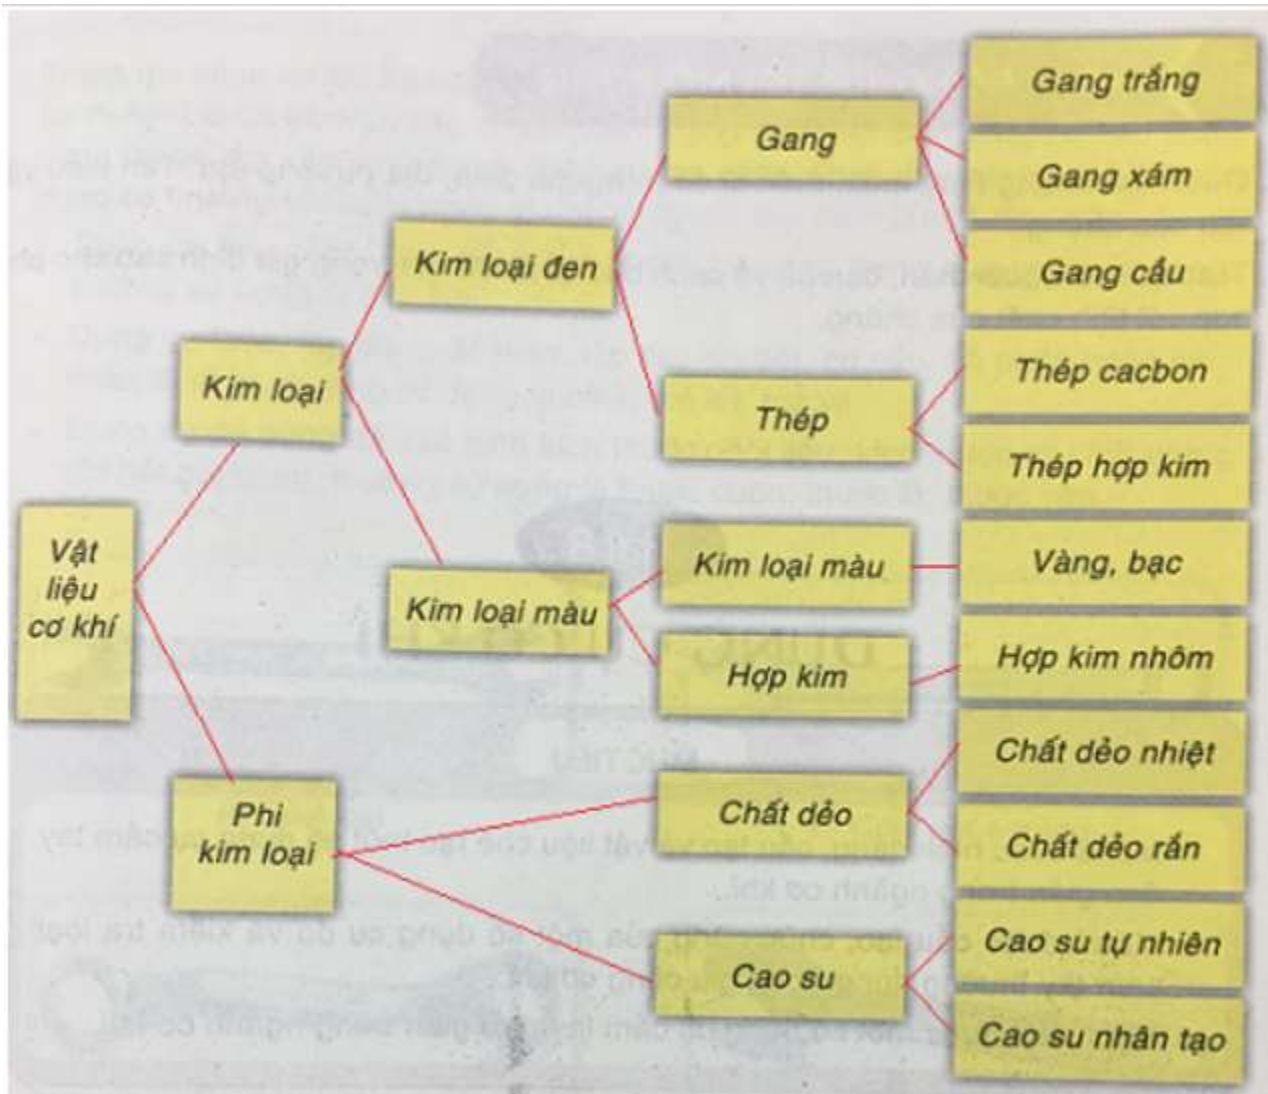 Vật
liệu
cơ khí
Kim loại
Phi
kim loại
Kim loại đen
Kim loại màu
Gang
Thép
Kim loại màu
Hợp kim
Chất dẻo
Cao su
Gang trắng
Gang xám
Gang cầu
Thép cacbon
Thép hợp kim
Vàng, bạc
Hợp kim nhôm
Chất dẻo nhiệt
Chất dẻo rắn
Cao su tự nhiên
Cao su nhân tạo